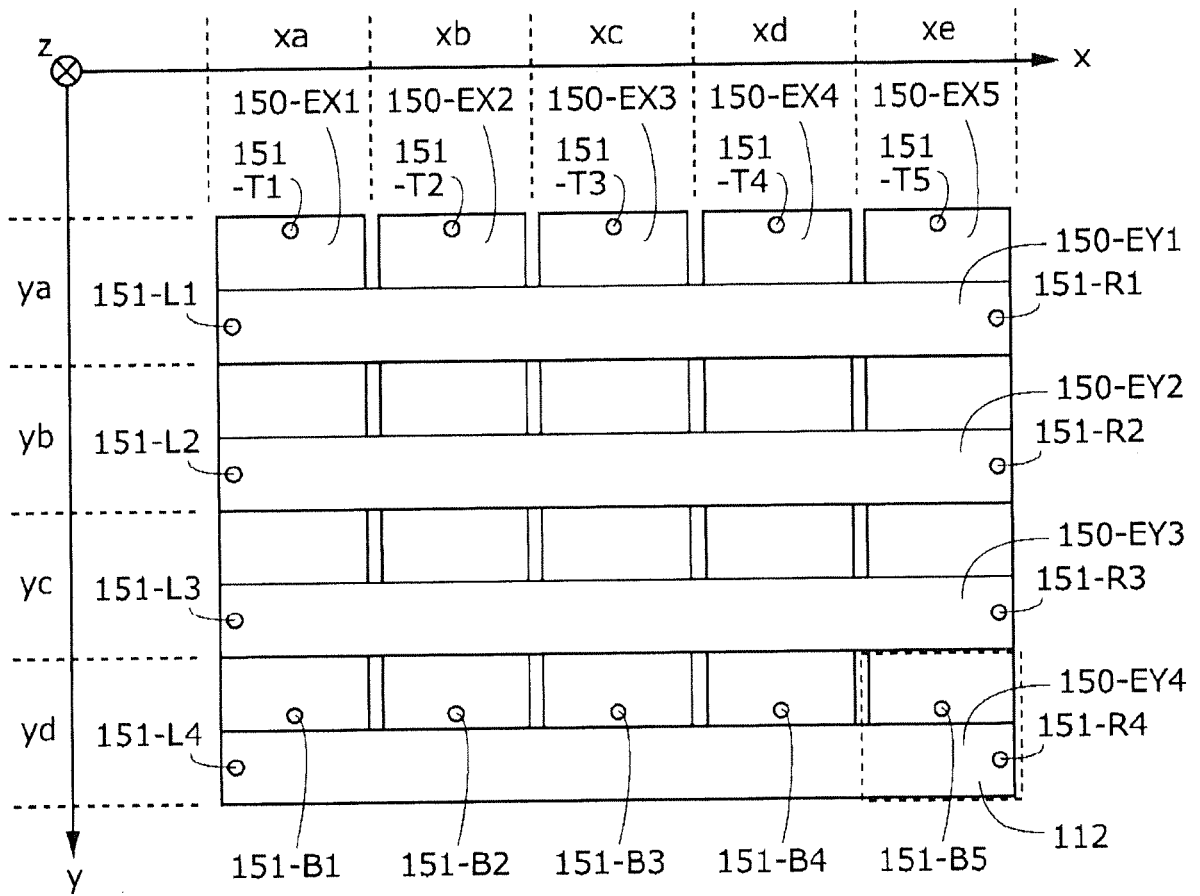 xa xb xc xd xe
z x
150-EX1 150-EX2 150-EX3 150-EX4 150-EX5
151 151 151 151 151
-T1 -T2 -T3 -T4 -T5
150-EY1
ya 151-L1 151-R1
150-EY2
yb 151-L2 151-R2
150-EY3
yc 151-L3 151-R3
150-EY4
yd 151-L4 151-R4
112
151-B1 151-B2 151-B3 151-B4 151-B5
y